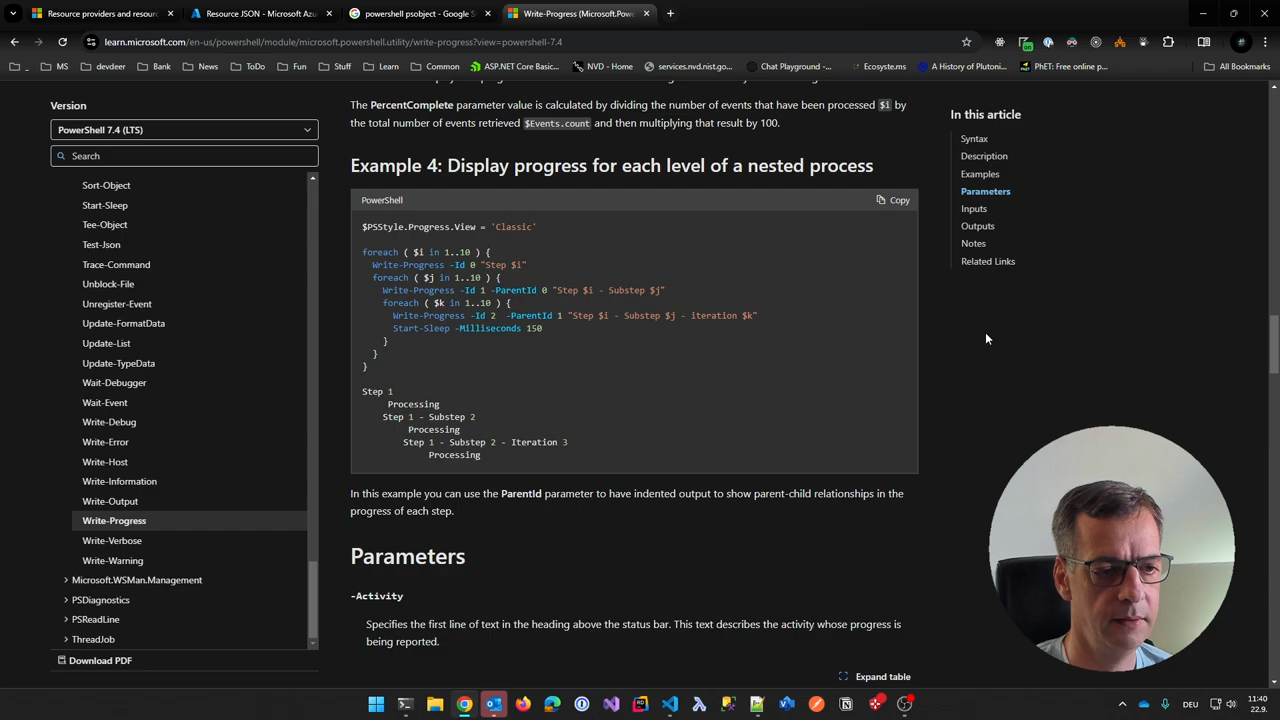 Resource providers and resour
Resource JSON - Microsoft Azu
powershell psobject - Google S
Write-Progress (Microsoft.Pow
learn.microsoft.com/en-us/powershell/module/microsoft.powershell.utility/write-progress?view=powershell-7.4
MS
devdeer
Bank
News
ToDo
Fun
Stuff
Learn
Common
ASP.NET Core Basic...
NVD - Home
services.nvd.nist.go...
Chat Playground -...
Ecosyste.ms
A History of Plutoni...
PhET: Free online p...
All Bookmarks
Version
PowerShell 7.4 (LTS)
Search
Sort-Object
Start-Sleep
Tee-Object
Test-Json
Trace-Command
Unblock-File
Unregister-Event
Update-FormatData
Update-List
Update-TypeData
Wait-Debugger
Wait-Event
Write-Debug
Write-Error
Write-Host
Write-Information
Write-Output
Write-Progress
Write-Verbose
Write-Warning
Microsoft.WSMan.Management
PSDiagnostics
PSReadLine
ThreadJob
Download PDF
The PercentComplete parameter value is calculated by dividing the number of events that have been processed $i by
the total number of events retrieved $Events.count and then multiplying that result by 100.
Example 4: Display progress for each level of a nested process
PowerShell
Copy
$PSStyle.Progress.View = 'Classic'
foreach ( $i in 1..10 ) {
Write-Progress -Id 0 "Step $i"
foreach ( $j in 1..10 ) {
Write-Progress -Id 1 -ParentId 0 "Step $i - Substep $j"
foreach ( $k in 1..10 ) {
Write-Progress -Id 2 -ParentId 1 "Step $i - Substep $j - iteration $k"
Start-Sleep -Milliseconds 150
}
}
}
Step 1
Processing
Step 1 - Substep 2
Processing
Step 1 - Substep 2 - Iteration 3
Processing
In this example you can use the ParentId parameter to have indented output to show parent-child relationships in the
progress of each step.
Parameters
-Activity
Specifies the first line of text in the heading above the status bar. This text describes the activity whose progress is
being reported.
Expand table
In this article
Syntax
Description
Examples
Parameters
Inputs
Outputs
Notes
Related Links
DEU
11:40
22.9.